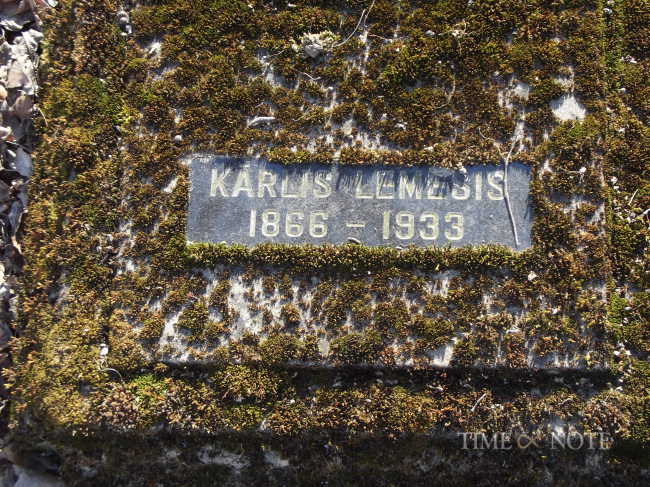 KARLIS LEMESIS
1866 - 1933
TIME & NOTE